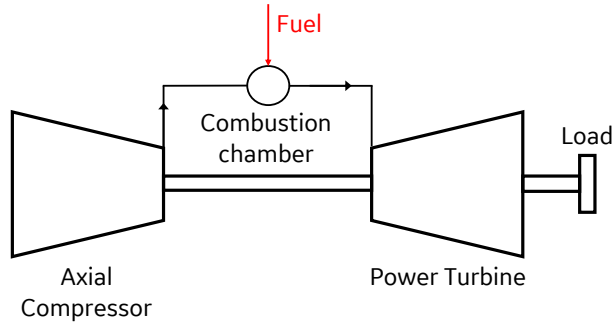 Fuel
Combustion
chamber
Load
Axial
Compressor
Power Turbine